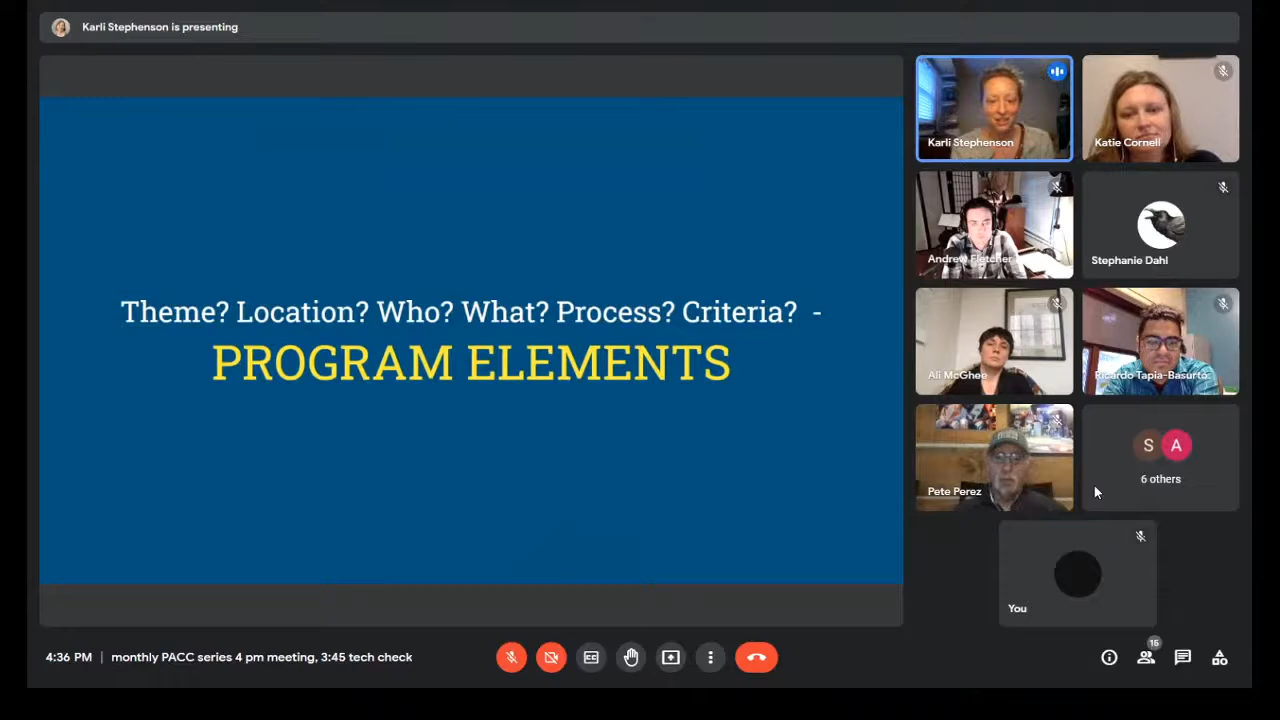 Karli Stephenson is presenting
Theme? Location? Who? What? Process? Criteria? -
PROGRAM ELEMENTS
Karli Stephenson
Katie Cornell
Andrew Fletcher
Stephanie Dahl
Ali McGhee
Ricardo Tapia-Basurto
Pete Perez
S A
6 others
You
4:36 PM | monthly PACC series 4 pm meeting, 3:45 tech check
CC
15